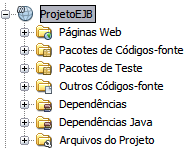 ProjetoEJB
Páginas Web
Pacotes de Códigos-fonte
Pacotes de Teste
Outros Códigos-fonte
Dependências
Dependências Java
Arquivos do Projeto